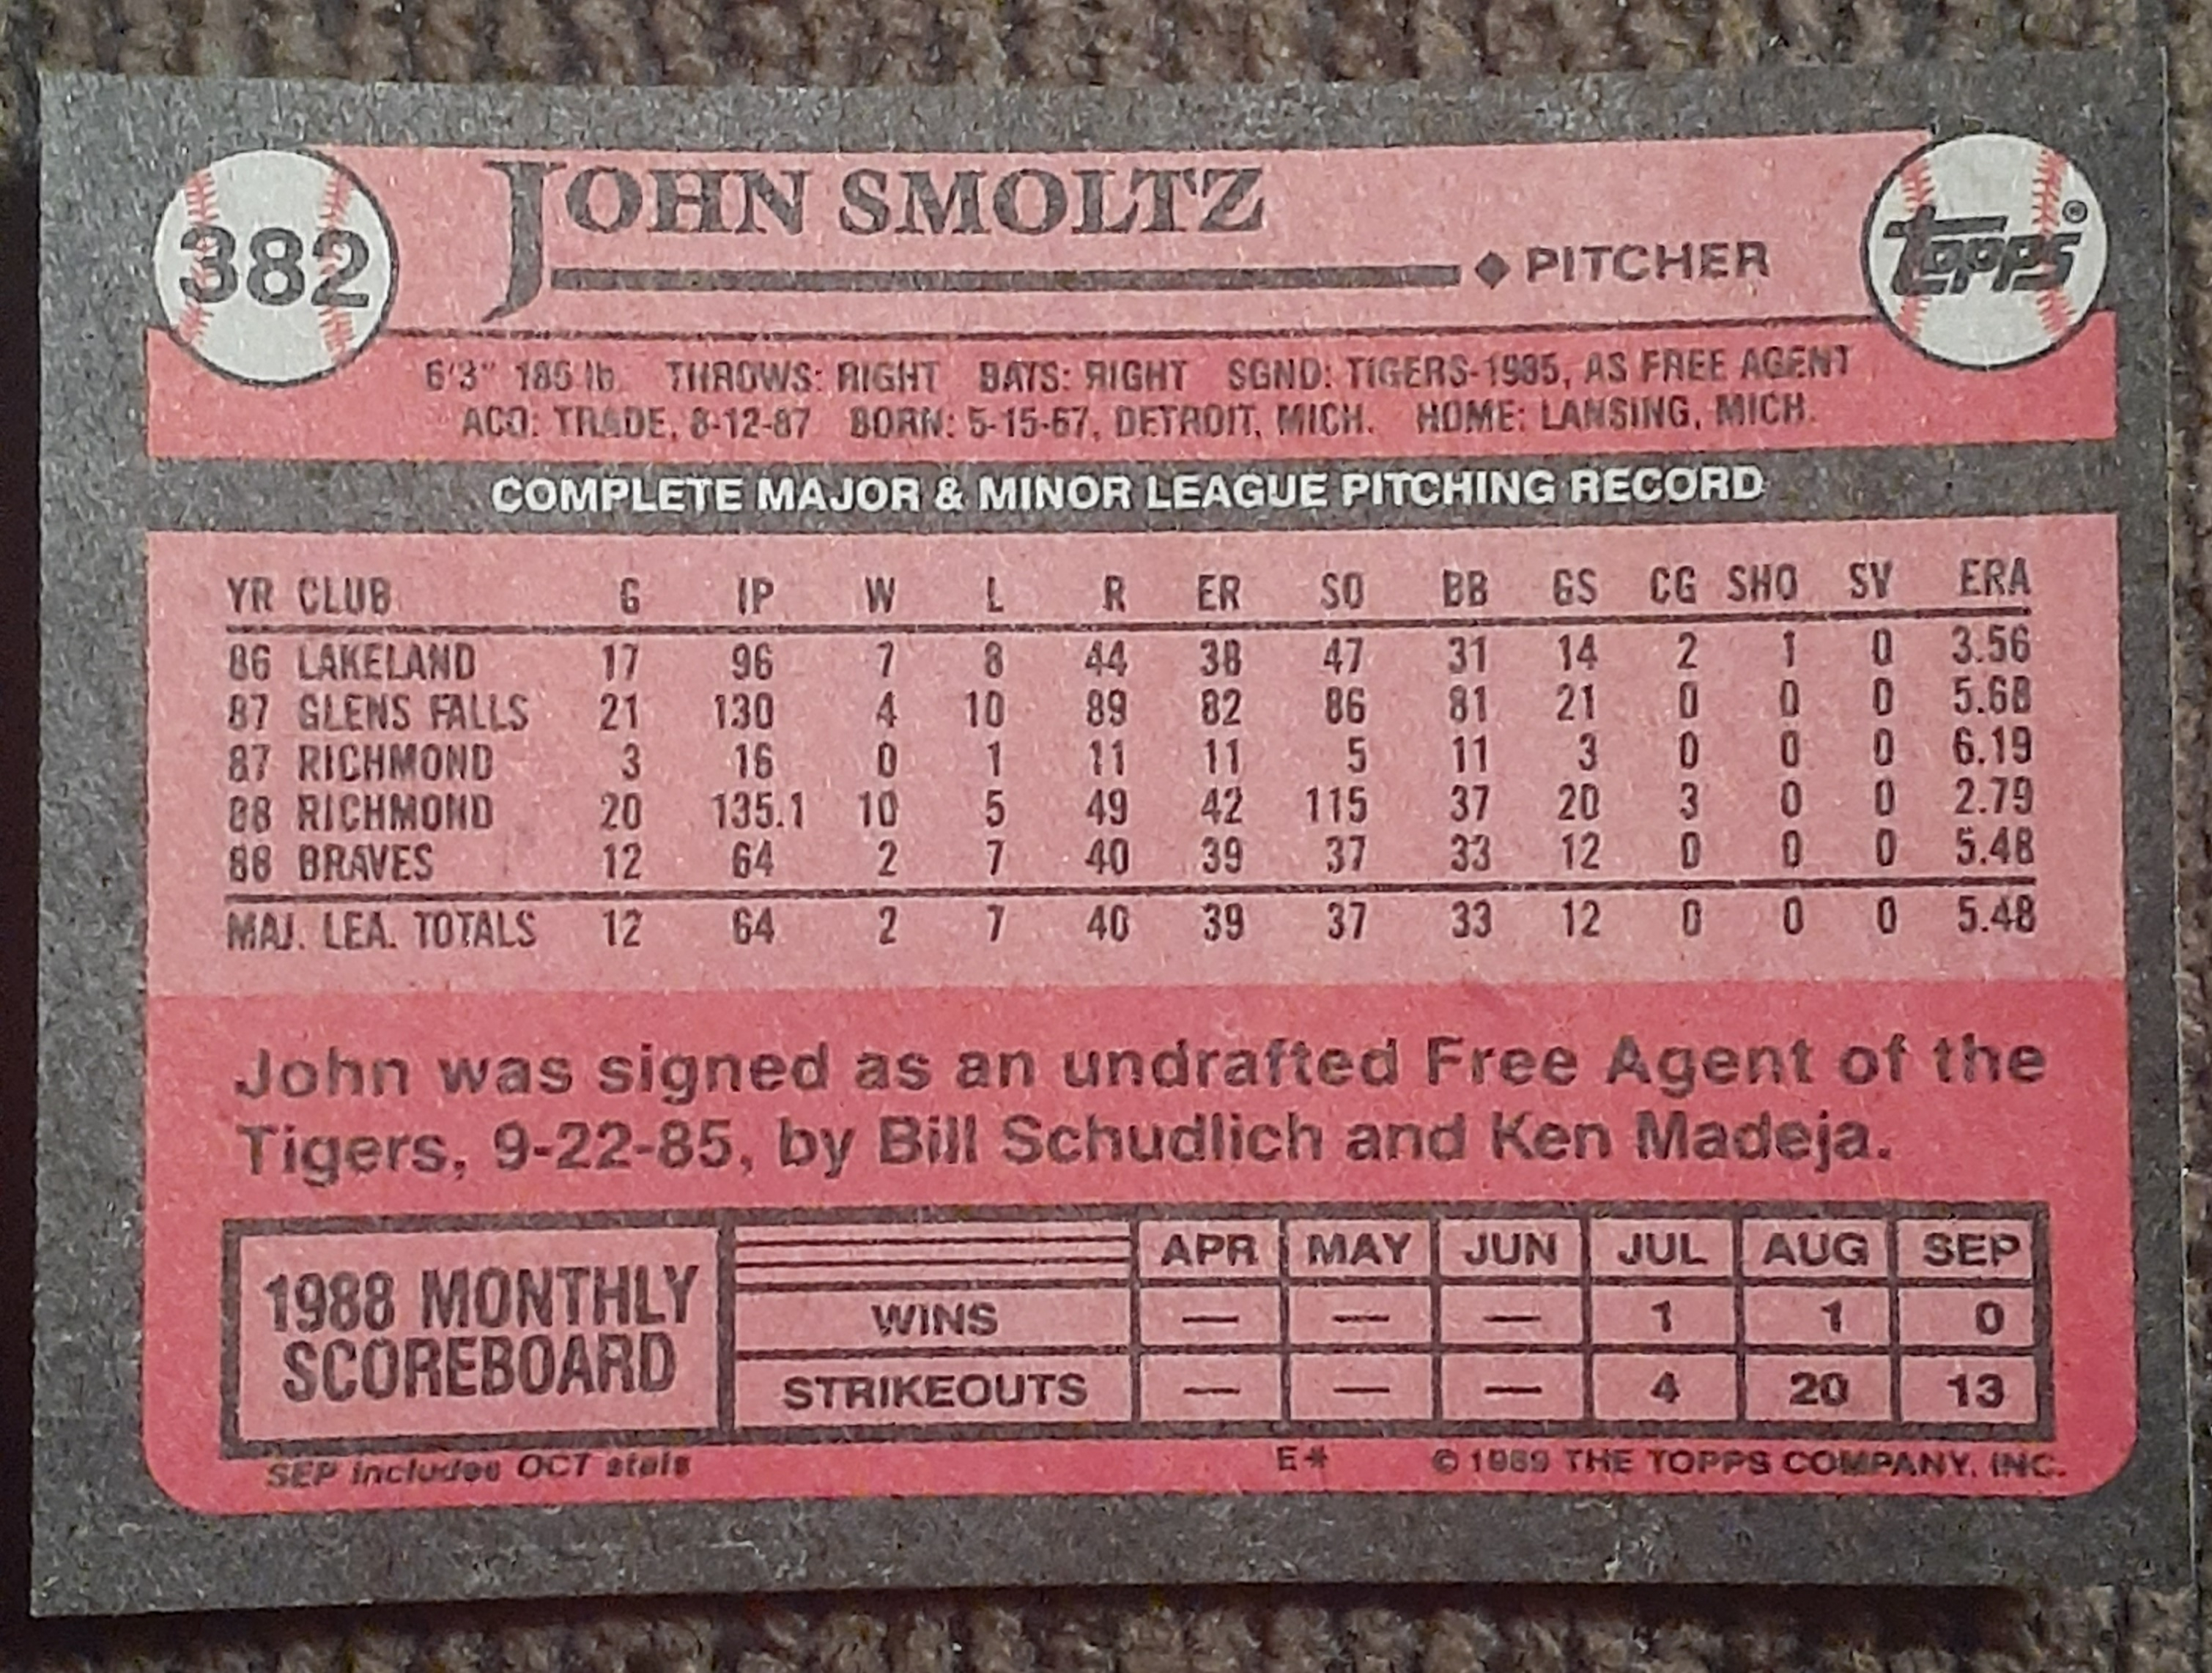 382
JOHN SMOLTZ
PITCHER
topps®
6'3" 185 lb. THROWS: RIGHT BATS: RIGHT SGND: TIGERS-1985, AS FREE AGENT
ACQ: TRADE, 8-12-87 BORN: 5-15-67, DETROIT, MICH. HOME: LANSING, MICH.
COMPLETE MAJOR & MINOR LEAGUE PITCHING RECORD
YR CLUB G IP W L R ER SO BB GS CG SHO SV ERA
86 LAKELAND 17 96 7 8 44 38 47 31 14 2 1 0 3.56
87 GLENS FALLS 21 130 4 10 89 82 86 81 21 0 0 0 5.68
87 RICHMOND 3 16 0 1 11 11 5 11 3 0 0 0 6.19
88 RICHMOND 20 135.1 10 5 49 42 115 37 20 3 0 0 2.79
88 BRAVES 12 64 2 7 40 39 37 33 12 0 0 0 5.48
MAJ. LEA. TOTALS 12 64 2 7 40 39 37 33 12 0 0 0 5.48
John was signed as an undrafted Free Agent of the
Tigers, 9-22-85, by Bill Schudlich and Ken Madeja.
1988 MONTHLY
SCOREBOARD
APR MAY JUN JUL AUG SEP
WINS — — — 1 1 0
STRIKEOUTS — — — 4 20 13
SEP includes OCT stats E* © 1989 THE TOPPS COMPANY, INC.